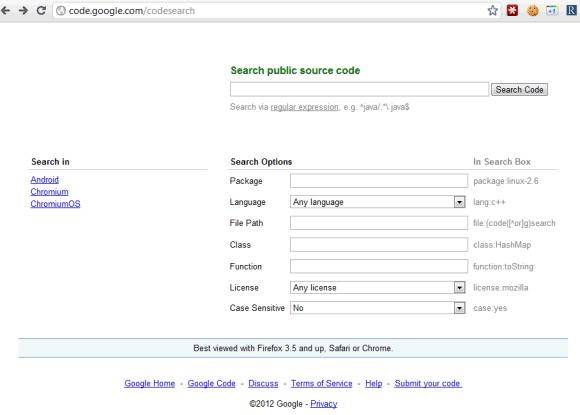 code.google.com/codesearch
Search public source code
Search Code
Search via regular expression, e.g. ^java/.*\.java$
Search in
Android
Chromium
ChromiumOS
Search Options In Search Box
Package package:linux-2.6
Language Any language lang:c++
File Path file:(code|[^or]g)search
Class class:HashMap
Function function:toString
License Any license license:mozilla
Case Sensitive No case:yes
Best viewed with Firefox 3.5 and up, Safari or Chrome.
Google Home - Google Code - Discuss - Terms of Service - Help - Submit your code
©2012 Google - Privacy